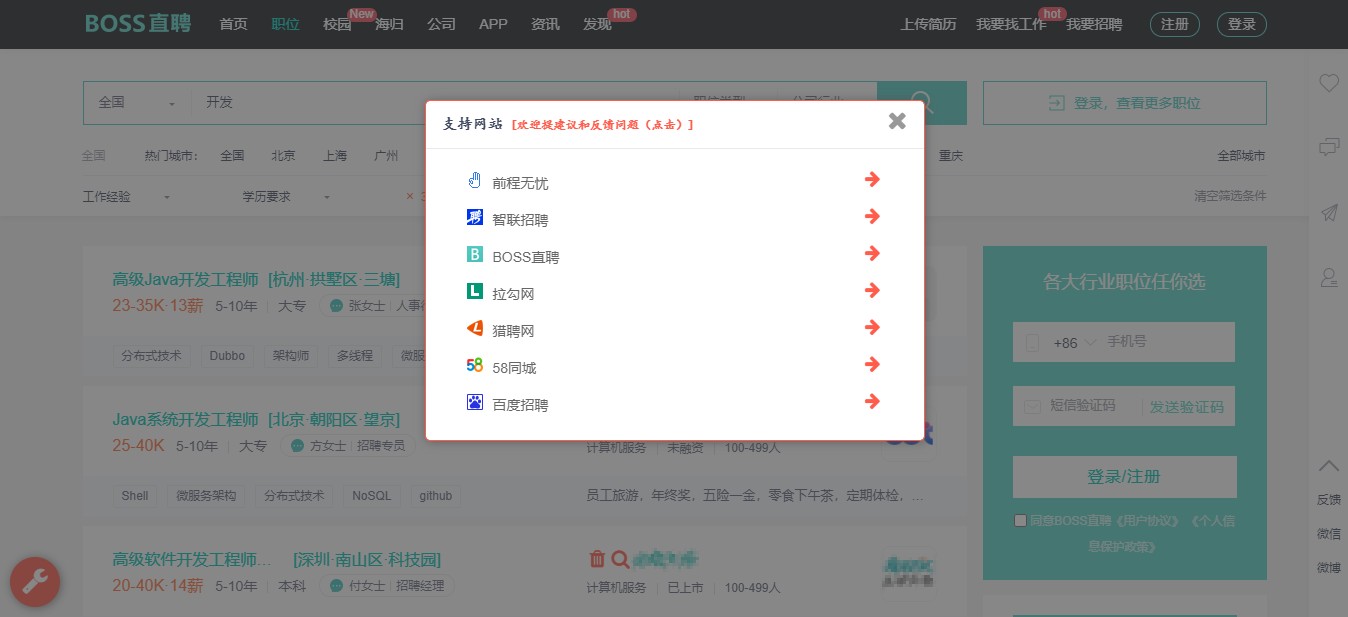 BOSS直聘 首页 职位 校园 New 海归 公司 APP 资讯 发现 hot 上传简历 我要找工作 hot 我要招聘 注册 登录
全国 开发 登录，查看更多职位
支持网站 [欢迎提建议和反馈问题（点击）]
全国 热门城市： 全国 北京 上海 广州 重庆 全部城市
工作经验 学历要求 清空筛选条件
前程无忧
智联招聘
BOSS直聘
拉勾网
猎聘网
58同城
百度招聘
高级Java开发工程师 [杭州·拱墅区·三塘]
23-35K·13薪 5-10年 大专 张女士
分布式技术 Dubbo 架构师 多线程
Java系统开发工程师 [北京·朝阳区·望京]
25-40K 5-10年 大专 方女士 招聘专员 计算机服务 未融资 100-499人
Shell 微服务架构 分布式技术 NoSQL github 员工旅游，年终奖，五险一金，零食下午茶，定期体检，...
高级软件开发工程师... [深圳·南山区·科技园]
20-40K·14薪 5-10年 本科 付女士 招聘经理 计算机服务 已上市 100-499人
各大行业职位任你选
+86 手机号
短信验证码 发送验证码
登录/注册
同意BOSS直聘《用户协议》《个人信
息保护政策》
反馈
微信
微博